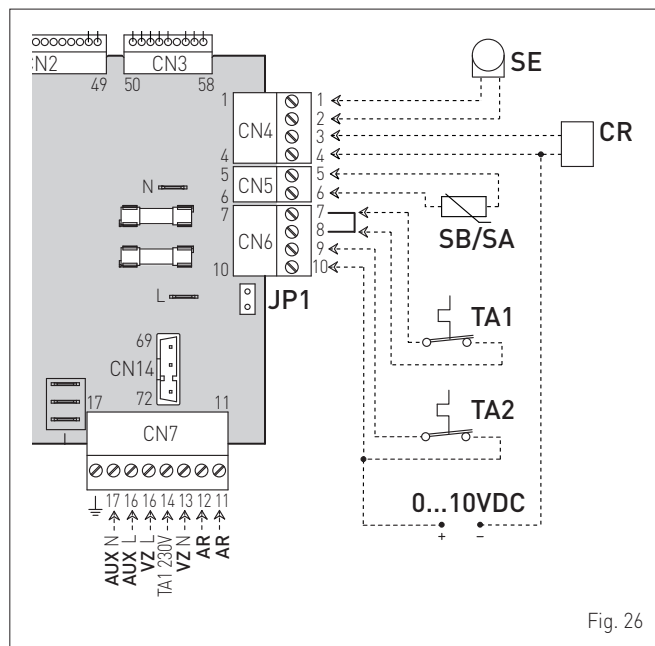 CN2
CN3
49
50
58
SE
1
1
2
CN4
3
CR
4
4
5
5
CN5
6
6
N
SB/SA
7
7
8
CN6
9
10
10
L
JP1
TA1
69
CN14
72
TA2
17
11
CN7
0...10VDC
+ −
17 16 16 14 13 12 11
AUX N
AUX L
VZ L
TA1 230V
VZ N
AR
AR
Fig. 26